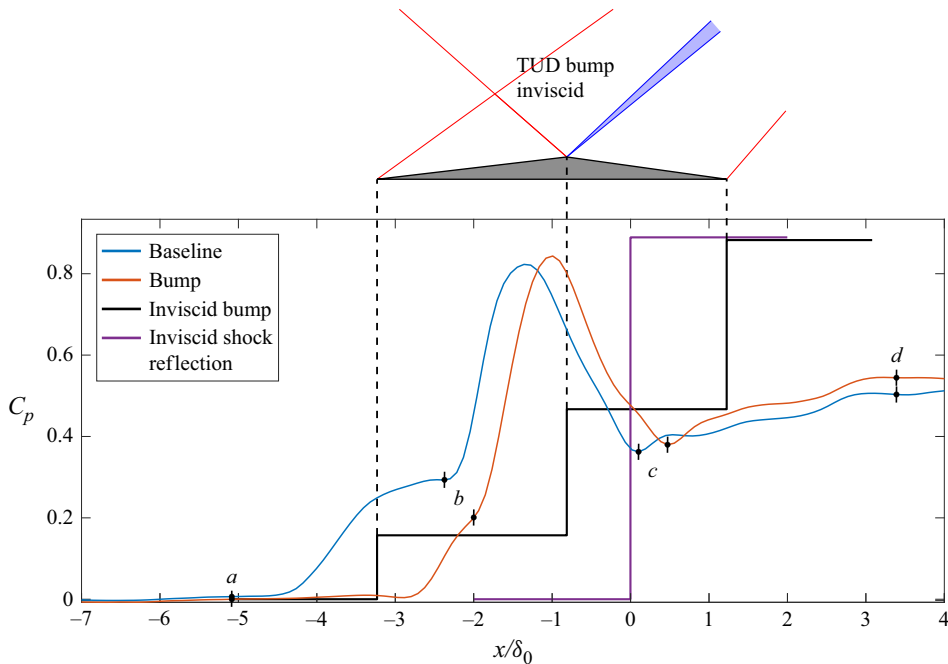 TUD bump
inviscid
Baseline
Bump
Inviscid bump
Inviscid shock
reflection
0.8
0.6
0.4
0.2
0
C_p
a
b
c
d
–7 –6 –5 –4 –3 –2 –1 0 1 2 3 4
x/δ_0